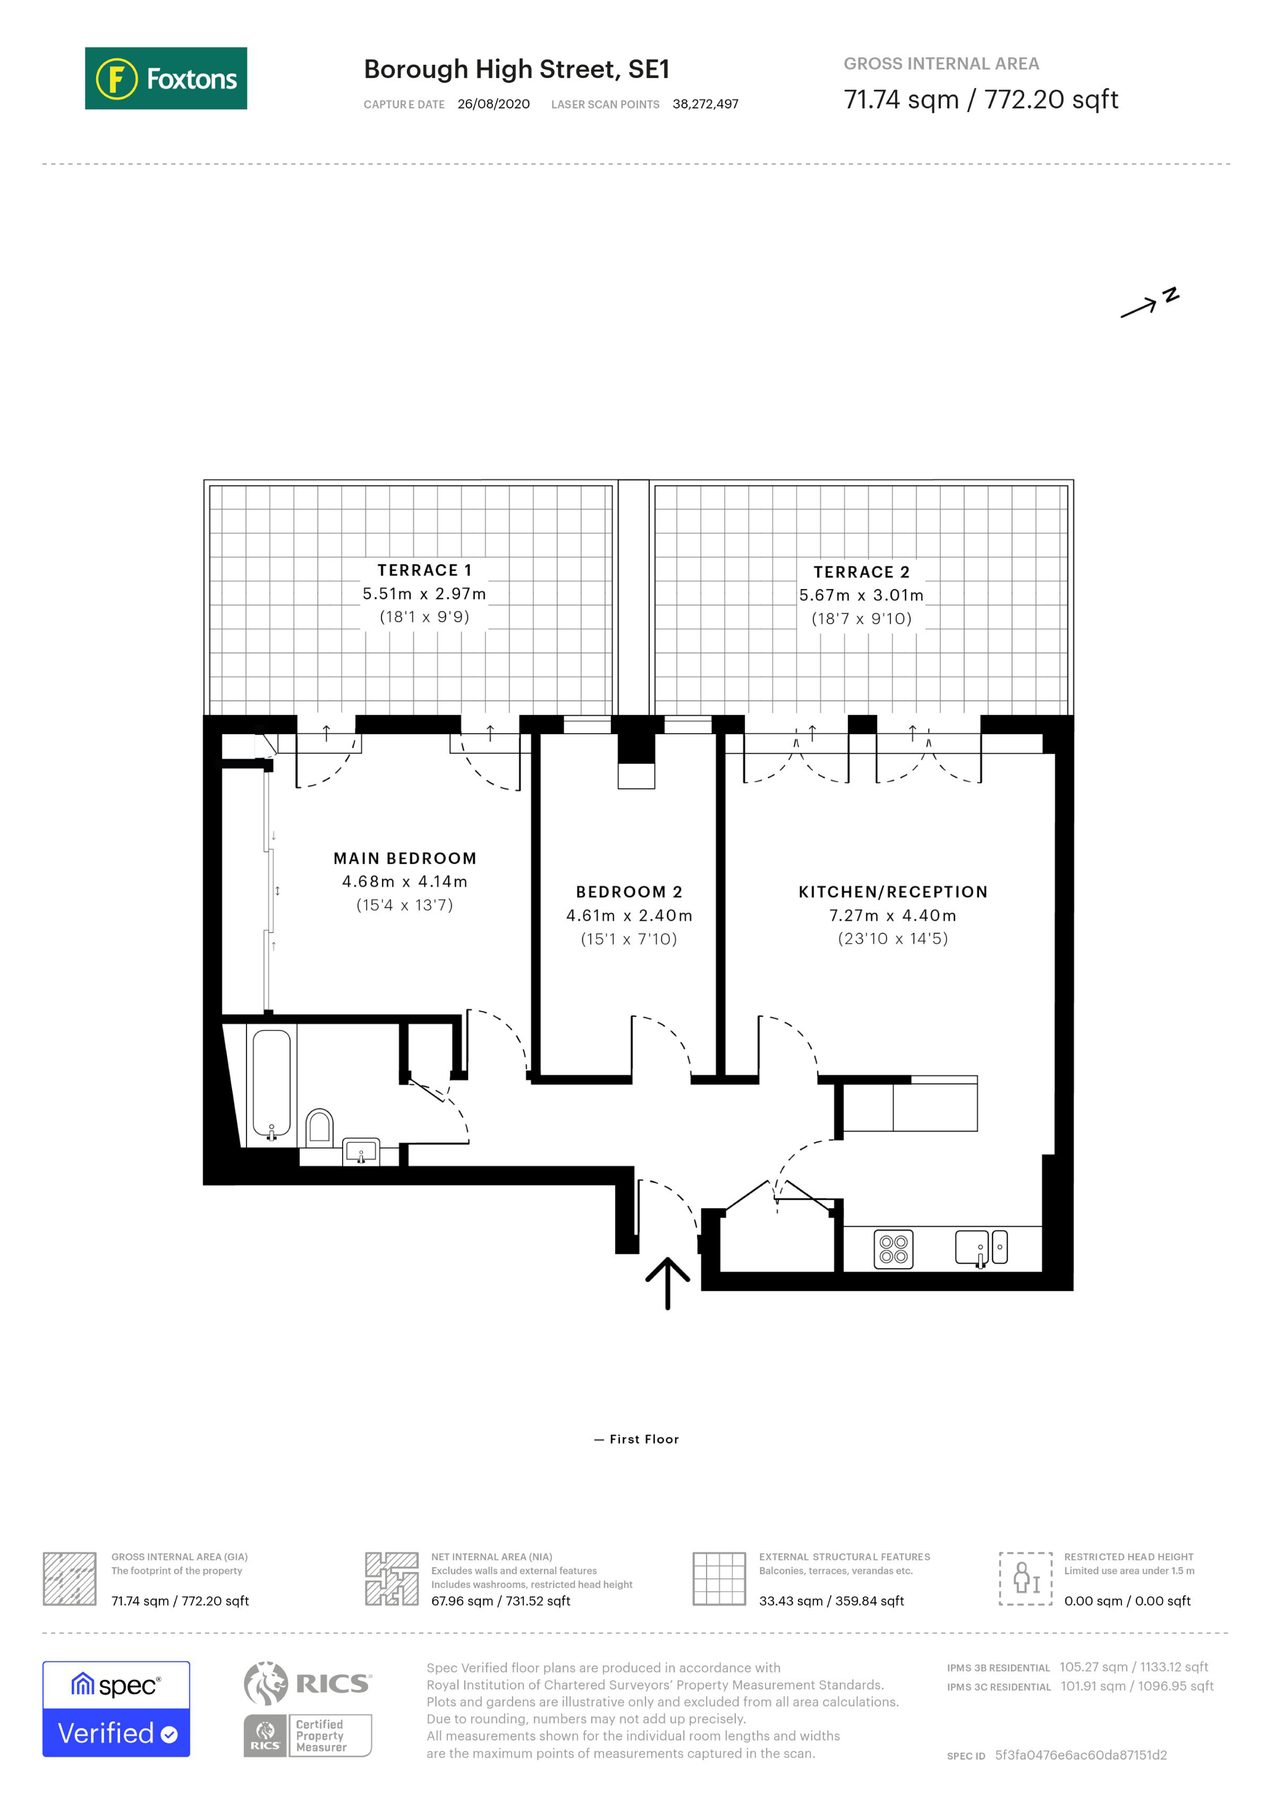 Foxtons
Borough High Street, SE1
CAPTURE DATE 26/08/2020 LASER SCAN POINTS 38,272,497
GROSS INTERNAL AREA
71.74 sqm / 772.20 sqft
N
TERRACE 1
5.51m x 2.97m
(18'1 x 9'9)
TERRACE 2
5.67m x 3.01m
(18'7 x 9'10)
MAIN BEDROOM
4.68m x 4.14m
(15'4 x 13'7)
BEDROOM 2
4.61m x 2.40m
(15'1 x 7'10)
KITCHEN/RECEPTION
7.27m x 4.40m
(23'10 x 14'5)
— First Floor
GROSS INTERNAL AREA (GIA)
The footprint of the property
71.74 sqm / 772.20 sqft
NET INTERNAL AREA (NIA)
Excludes walls and external features
Includes washrooms, restricted head height
67.96 sqm / 731.52 sqft
EXTERNAL STRUCTURAL FEATURES
Balconies, terraces, verandas etc.
33.43 sqm / 359.84 sqft
RESTRICTED HEAD HEIGHT
Limited use area under 1.5 m
0.00 sqm / 0.00 sqft
spec®
Verified
RICS
RICS
Certified
Property
Measurer
Spec Verified floor plans are produced in accordance with
Royal Institution of Chartered Surveyors' Property Measurement Standards.
Plots and gardens are illustrative only and excluded from all area calculations.
Due to rounding, numbers may not add up precisely.
All measurements shown for the individual room lengths and widths
are the maximum points of measurements captured in the scan.
IPMS 3B RESIDENTIAL 105.27 sqm / 1133.12 sqft
IPMS 3C RESIDENTIAL 101.91 sqm / 1096.95 sqft
SPEC ID 5f3fa0476e6ac60da87151d2